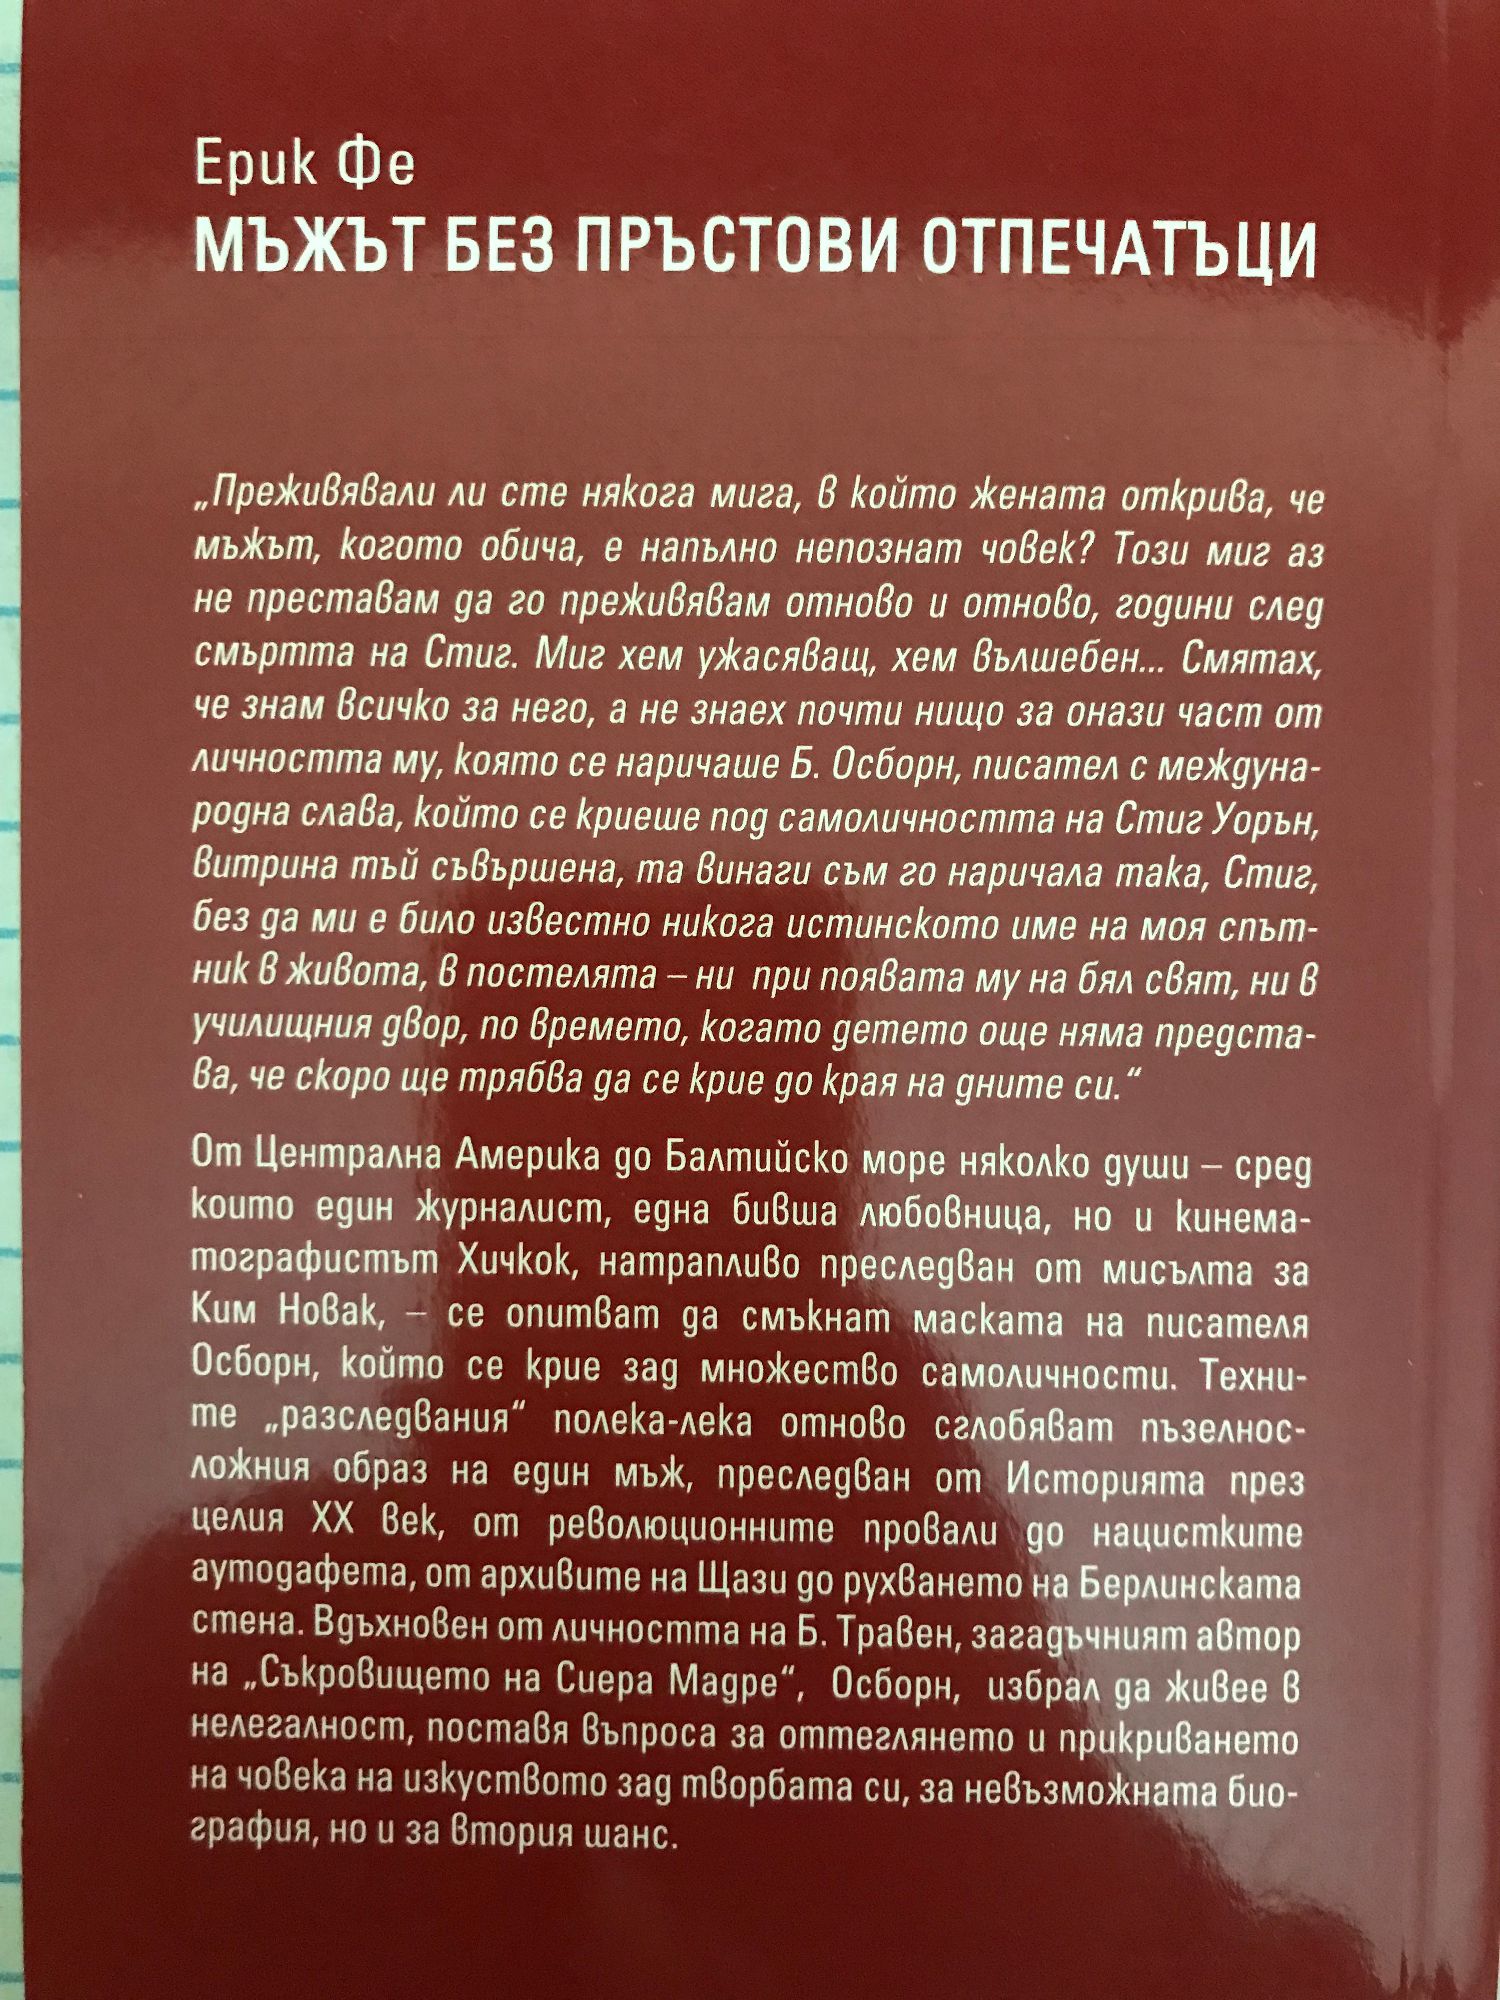 Ерик Фе
МЪЖЪТ БЕЗ ПРЪСТОВИ ОТПЕЧАТЪЦИ
„Преживявали ли сте някога мига, в който жената открива, че
мъжът, когото обича, е напълно непознат човек? Този миг аз
не преставам да го преживявам отново и отново, години след
смъртта на Стиг. Миг хем ужасяващ, хем вълшебен... Смятах,
че знам всичко за него, а не знаех почти нищо за онази част от
личността му, която се наричаше Б. Осборн, писател с междуна-
родна слава, който се криеше под самоличността на Стиг Уорън,
витрина тъй съвършена, та винаги съм го наричала така, Стиг,
без да ми е било известно никога истинското име на моя спът-
ник в живота, в постелята – ни при появата му на бял свят, ни в
училищния двор, по времето, когато детето още няма предста-
ва, че скоро ще трябва да се крие до края на дните си.“
От Централна Америка до Балтийско море няколко души – сред
които един журналист, една бивша любовница, но и кинема-
тографистът Хичкок, натрапливо преследван от мисълта за
Ким Новак, – се опитват да смъкнат маската на писателя
Осборн, който се крие зад множество самоличности. Техни-
те „разследвания“ полека-лека отново сглобяват пъзелнос-
ложния образ на един мъж, преследван от Историята през
целия XX век, от революционните провали до нацистките
аутодафета, от архивите на Щази до рухването на Берлинската
стена. Вдъхновен от личността на Б. Травен, загадъчният автор
на „Съкровището на Сиера Мадре“, Осборн, избрал да живее в
нелегалност, поставя въпроса за оттеглянето и прикриването
на човека на изкуството зад творбата си, за невъзможната био-
графия, но и за втория шанс.